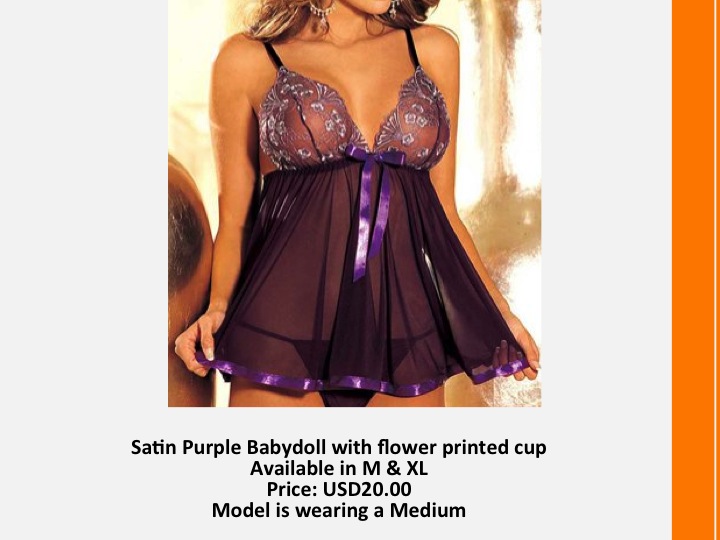 Satin Purple Babydoll with flower printed cup
Available in M & XL
Price: USD20.00
Model is wearing a Medium